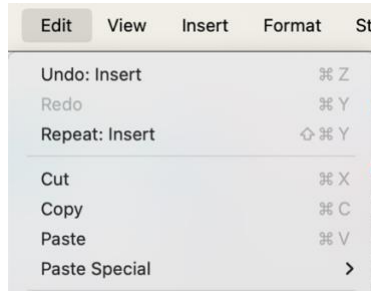 Edit View Insert Format St
Undo: Insert ⌘ Z
Redo ⌘ Y
Repeat: Insert ⇧ ⌘ Y
Cut ⌘ X
Copy ⌘ C
Paste ⌘ V
Paste Special